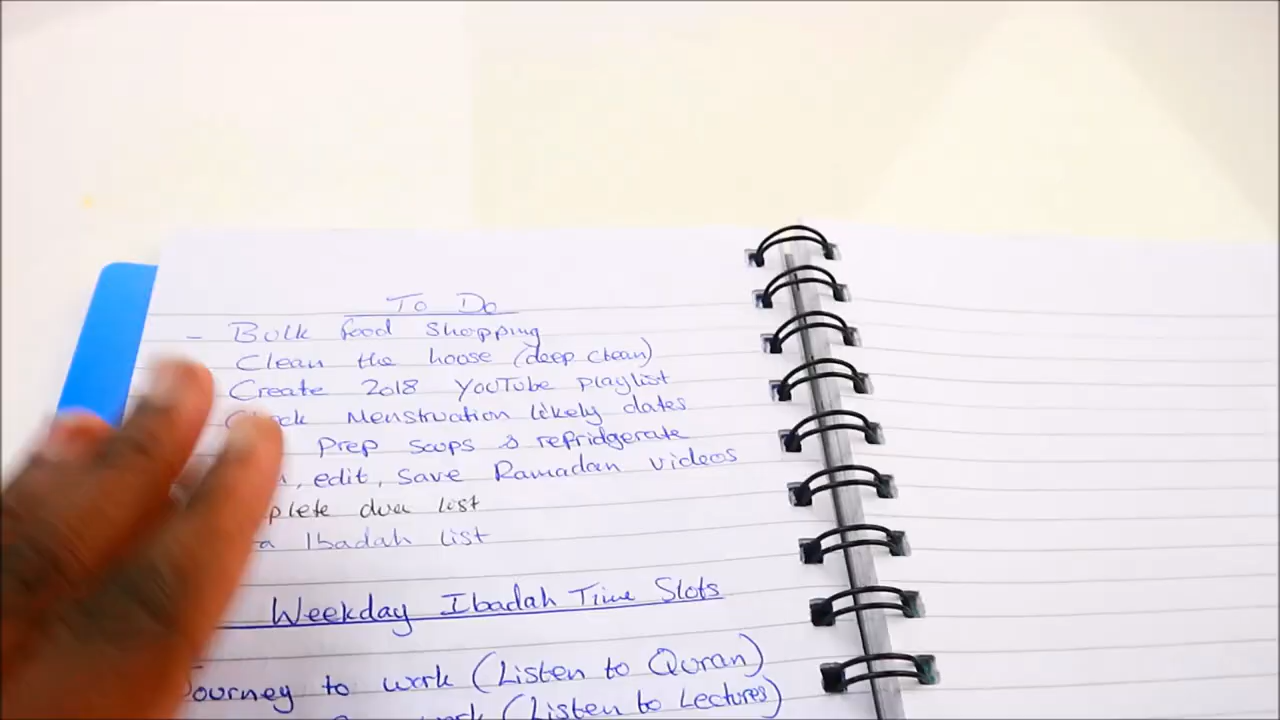 To Do
- Bulk food shopping
Clean the house (deep clean)
Create 2018 YouTube playlist
Menstruation likely dates
Prep soups & refridgerate
, edit, save Ramadan videos
dua list
Ibadah list
Weekday Ibadah Time Slots
Journey to work (Listen to Quran)
work (Listen to Lectures)